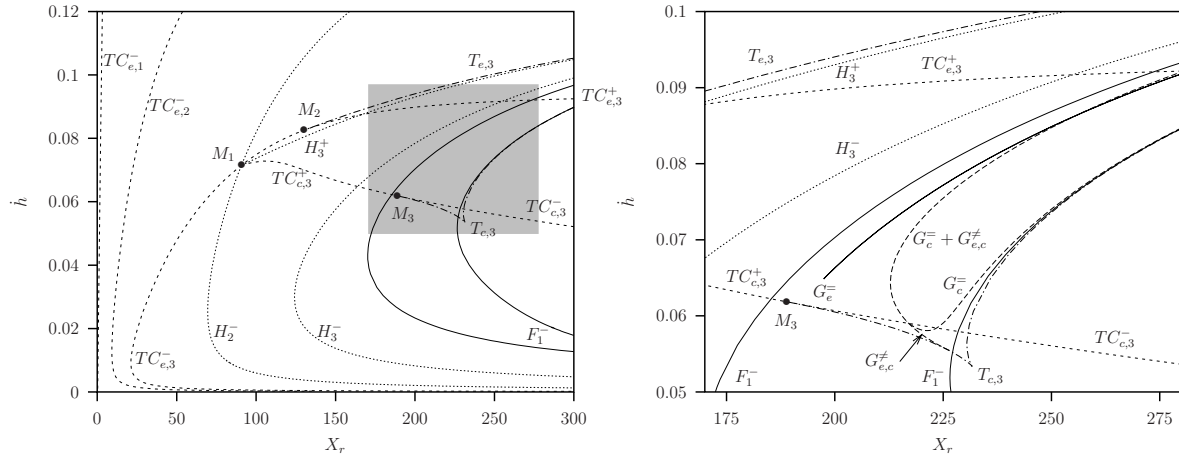 0.12
0.1
0.08
0.06
0.04
0.02
0
ḣ
0
50
100
150
200
250
300
X_r
TC^-_{e,1}
TC^-_{e,2}
TC^-_{e,3}
M_1
M_2
H^+_3
TC^+_{c,3}
T_{e,3}
TC^+_{e,3}
M_3
TC^-_{c,3}
T_{c,3}
H^-_2
H^-_3
F^-_1
0.1
0.09
0.08
0.07
0.06
0.05
ḣ
175
200
225
250
275
X_r
T_{e,3}
H^+_3
TC^+_{e,3}
H^-_3
G^=_c + G^≠_{e,c}
G^=_e
G^=_c
TC^+_{c,3}
M_3
TC^-_{c,3}
G^≠_{e,c}
T_{c,3}
F^-_1
F^-_1